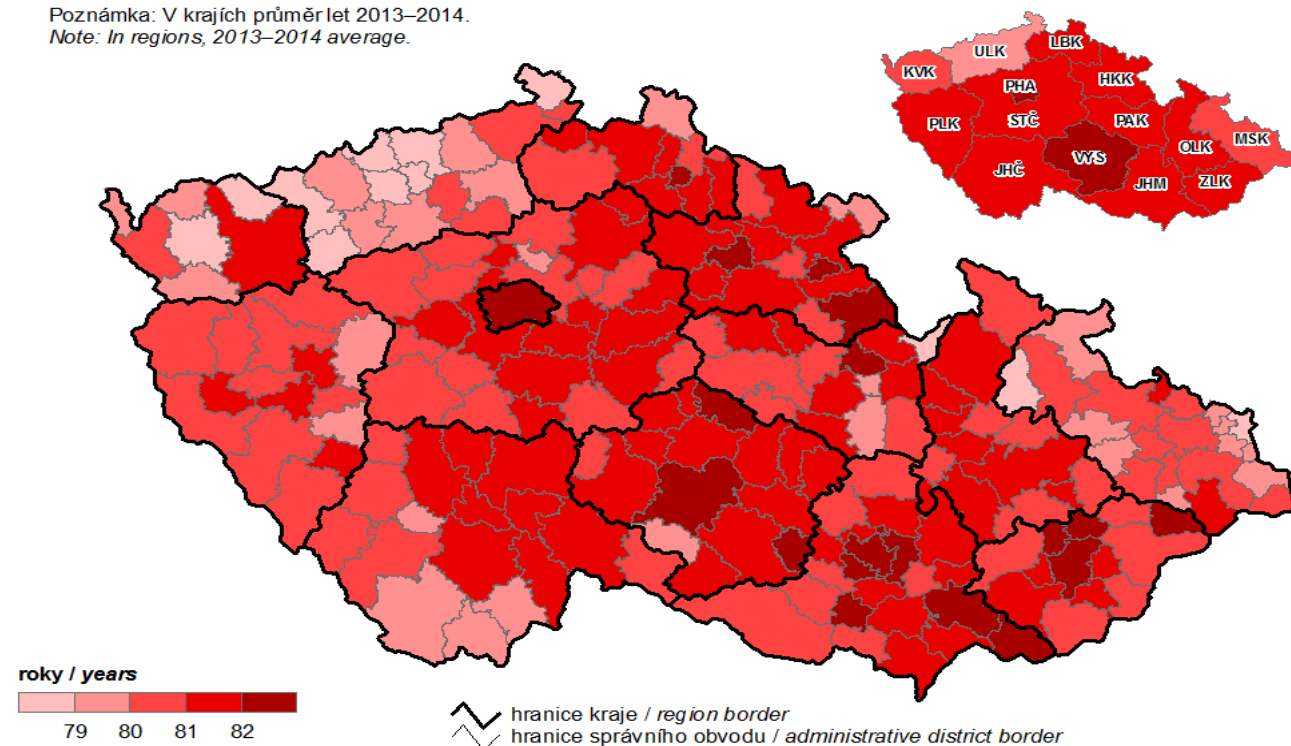 Poznámka: V krajích průměr let 2013–2014.
Note: In regions, 2013–2014 average.
ULK
LBK
KVK
HKK
PHA
PLK
STČ
PAK
MSK
OLK
VYS
JHČ
JHM
ZLK
roky / years
79 80 81 82
hranice kraje / region border
hranice správního obvodu / administrative district border